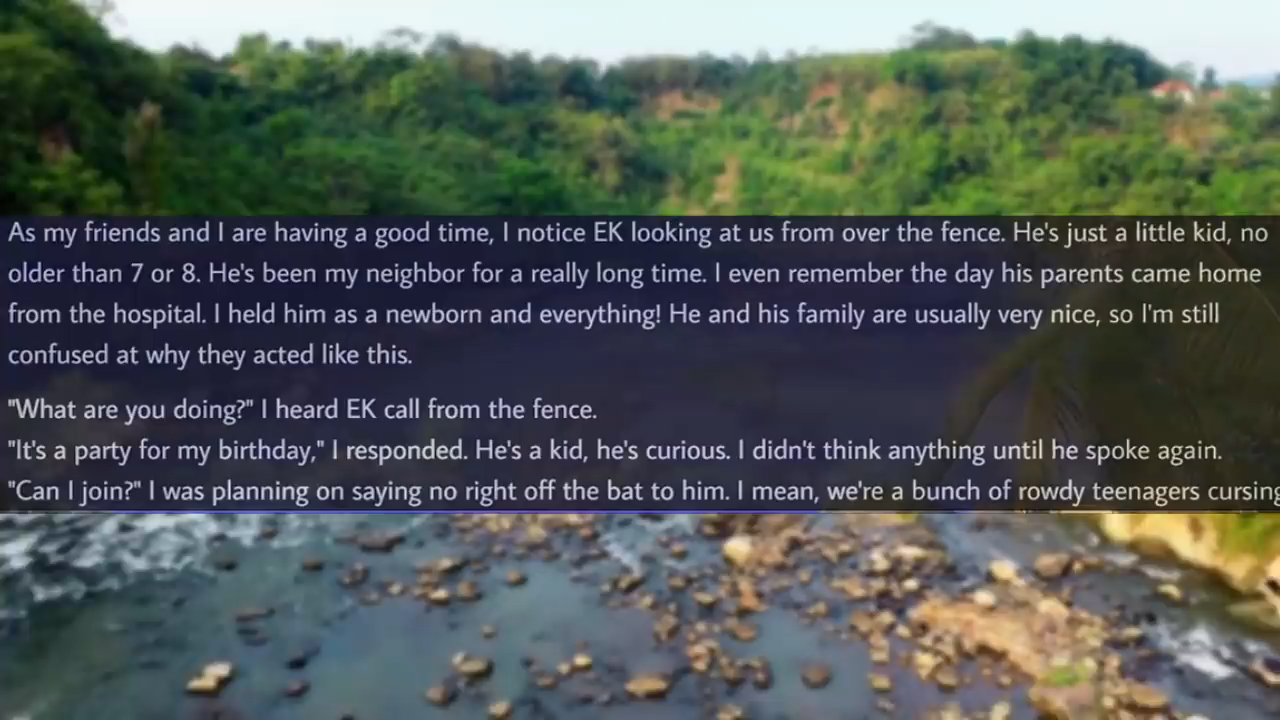 As my friends and I are having a good time, I notice EK looking at us from over the fence. He's just a little kid, no
older than 7 or 8. He's been my neighbor for a really long time. I even remember the day his parents came home
from the hospital. I held him as a newborn and everything! He and his family are usually very nice, so I'm still
confused at why they acted like this.
"What are you doing?" I heard EK call from the fence.
"It's a party for my birthday," I responded. He's a kid, he's curious. I didn't think anything until he spoke again.
"Can I join?" I was planning on saying no right off the bat to him. I mean, we're a bunch of rowdy teenagers cursing